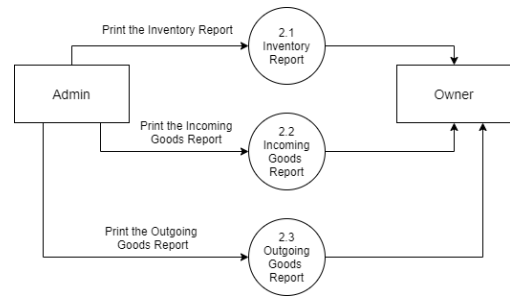 Print the Inventory Report
2.1
Inventory
Report
Admin
Owner
Print the Incoming
Goods Report
2.2
Incoming
Goods
Report
Print the Outgoing
Goods Report
2.3
Outgoing
Goods
Report